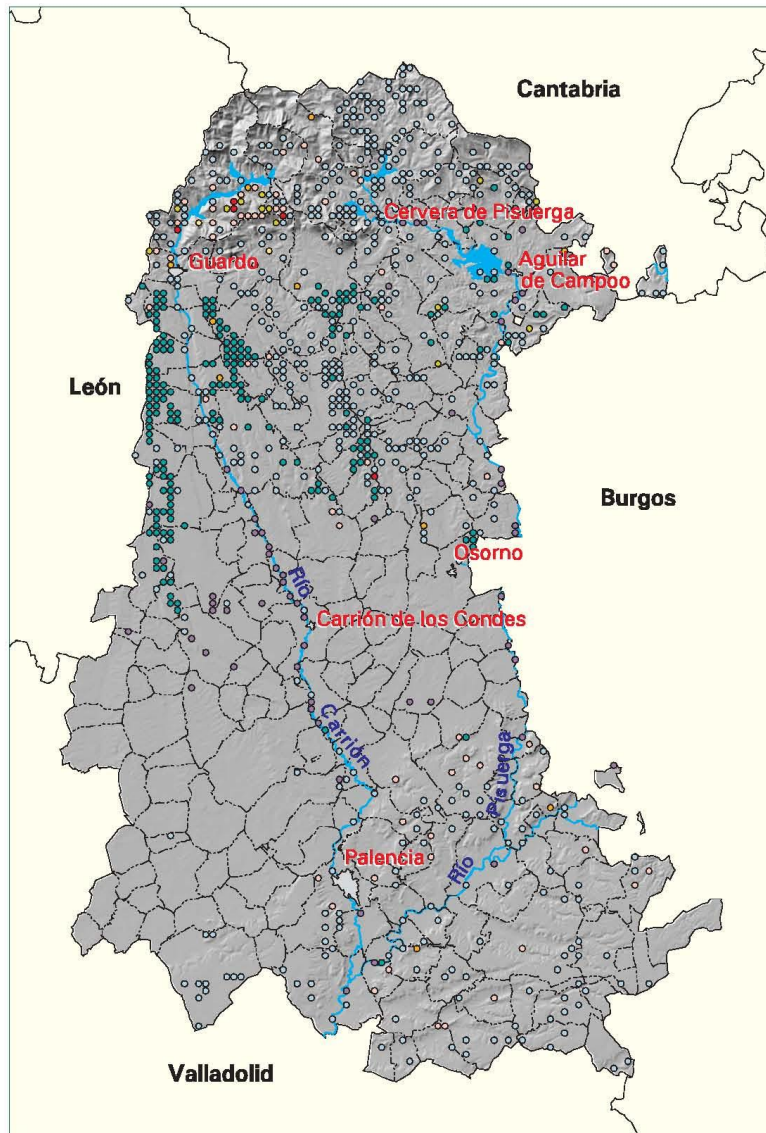 Cantabria
Cervera de Pisuerga
Guardo
Aguilar
de Campoo
León
Burgos
Osorno
Río
Carrión de los Condes
Carrión
Pisuerga
Palencia
Río
Valladolid